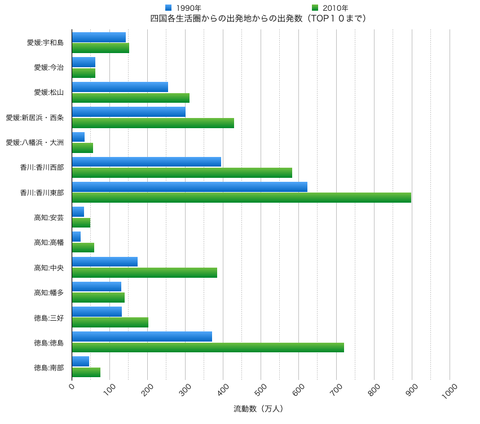 1990年 2010年
四国各生活圏からの出発地からの出発数（TOP１０まで）
愛媛:宇和島
愛媛:今治
愛媛:松山
愛媛:新居浜・西条
愛媛:八幡浜・大洲
香川:香川西部
香川:香川東部
高知:安芸
高知:高幡
高知:中央
高知:幡多
徳島:三好
徳島:徳島
徳島:南部
0 100 200 300 400 500 600 700 800 900 1000
流動数（万人）